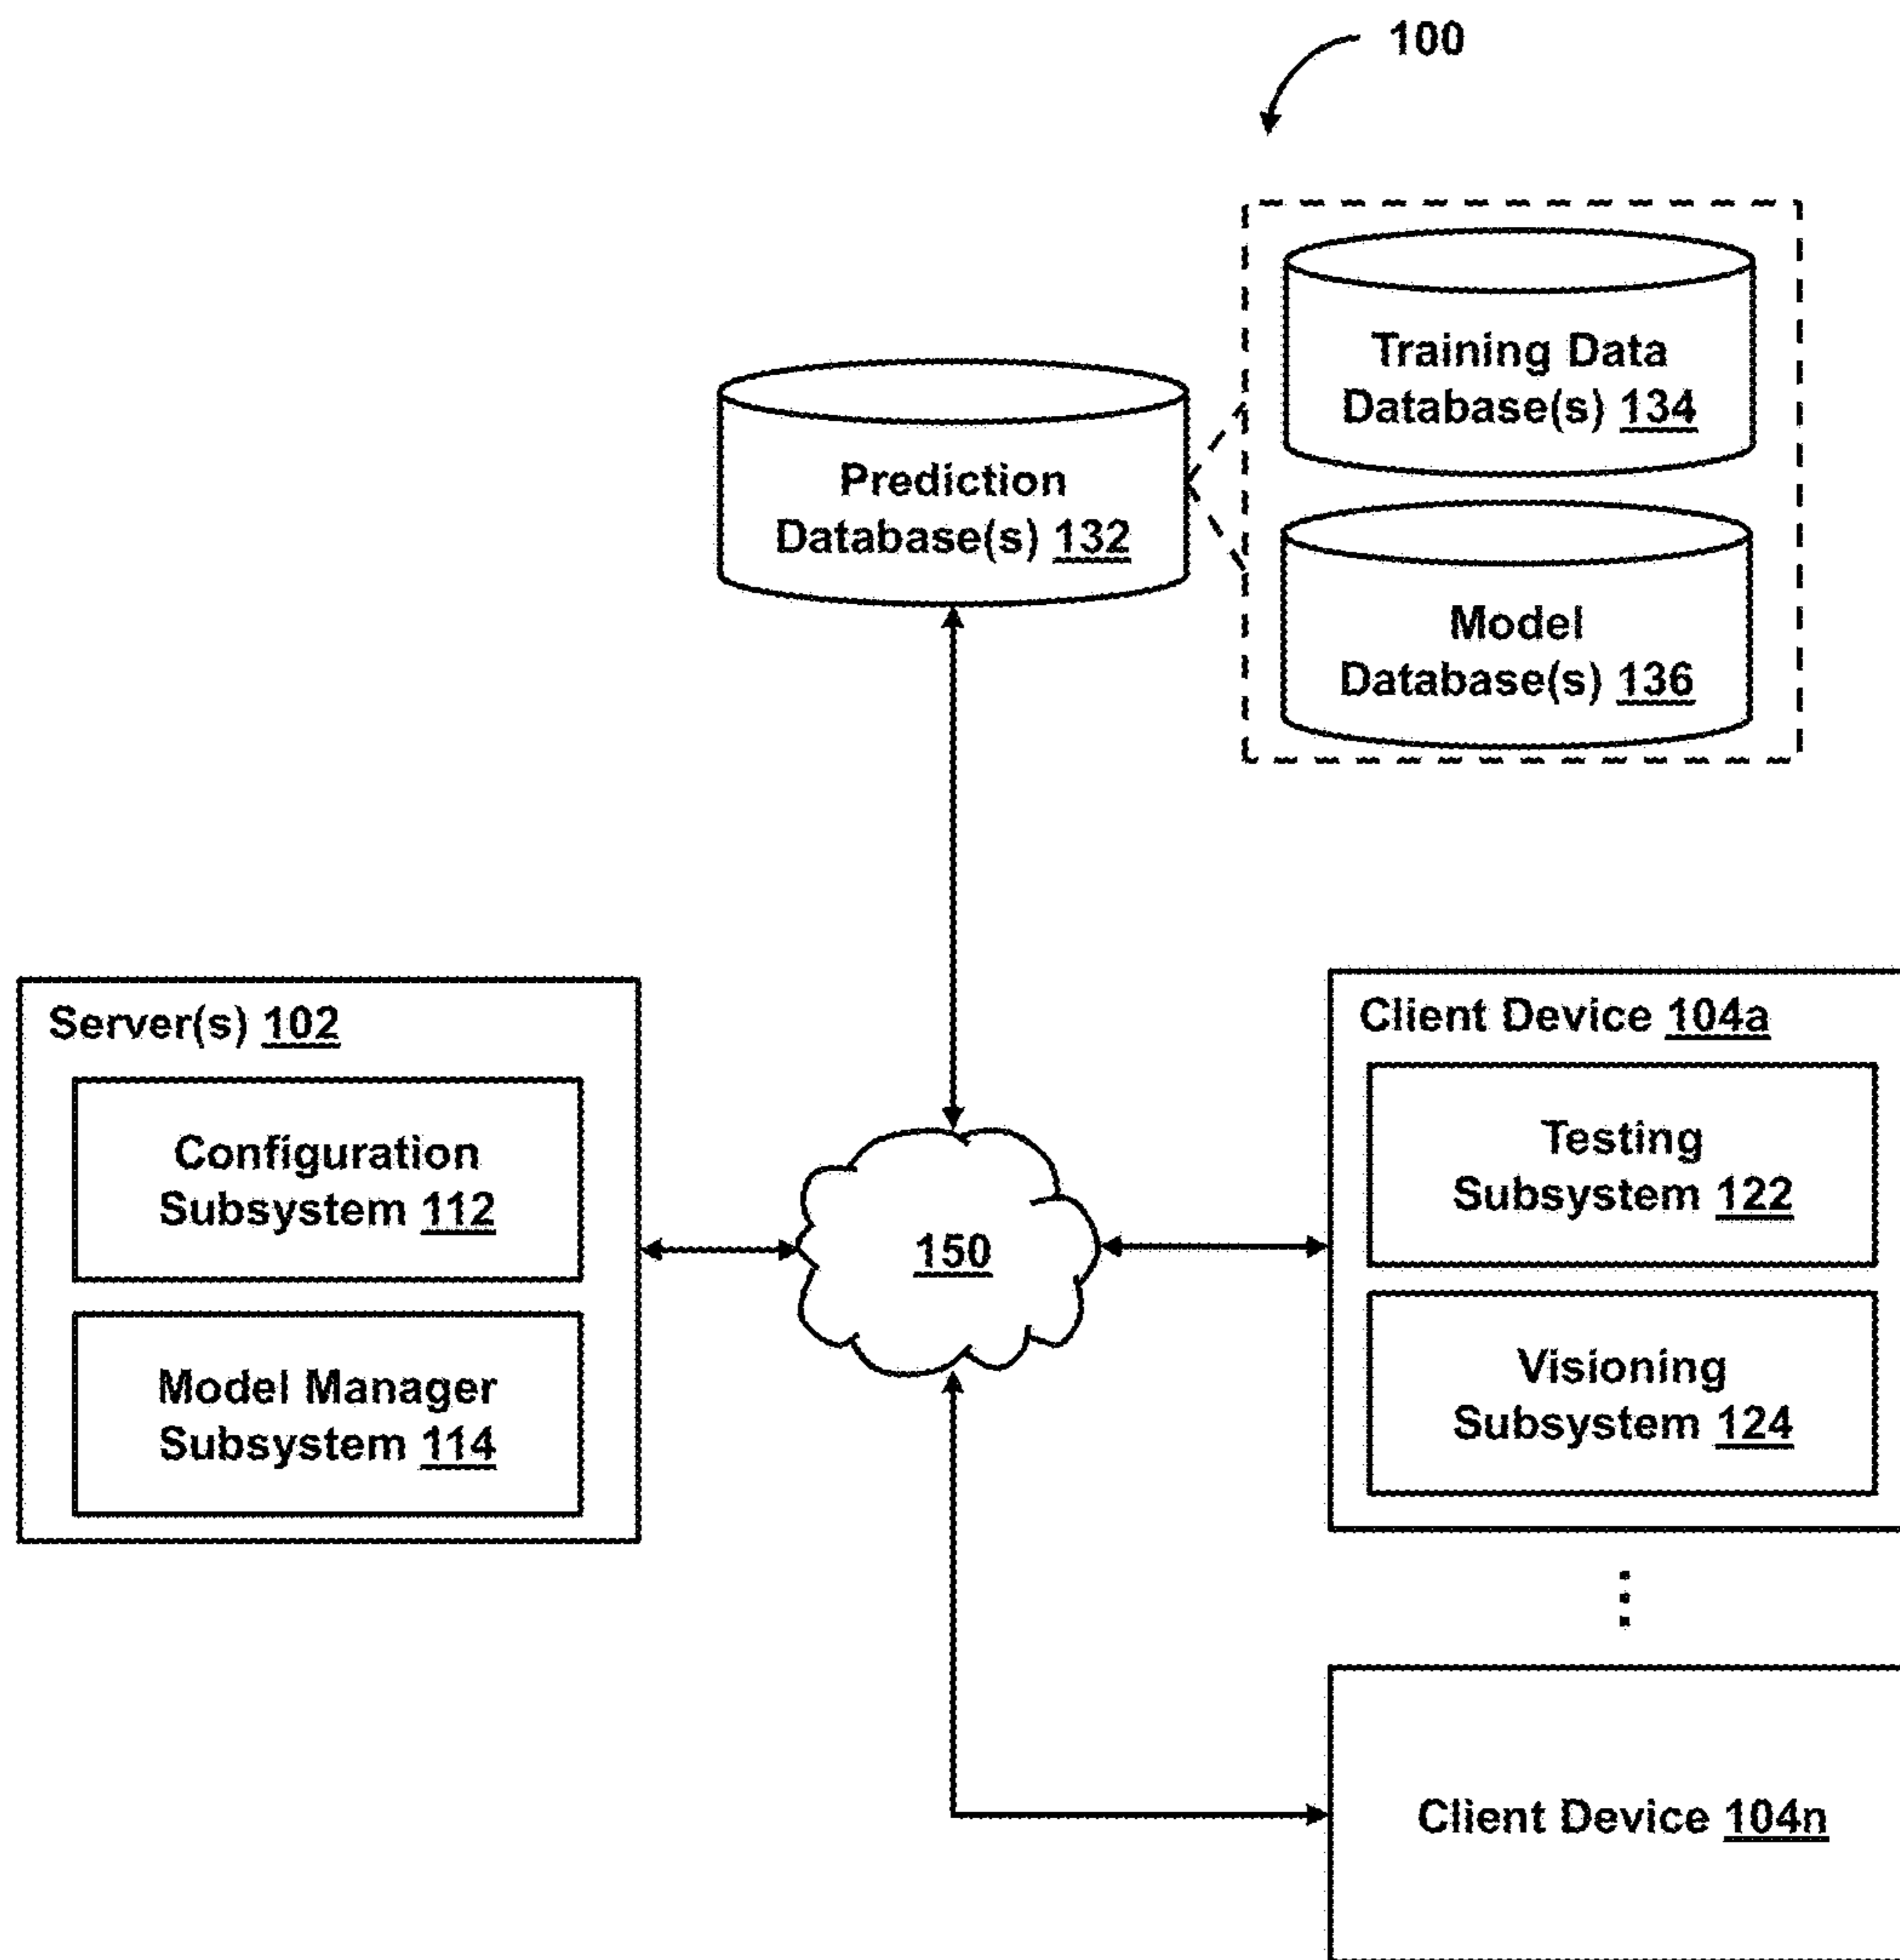 100
Training Data
Database(s) 134
Prediction
Database(s) 132
Model
Database(s) 136
Server(s) 102
Configuration
Subsystem 112
Model Manager
Subsystem 114
150
Client Device 104a
Testing
Subsystem 122
Visioning
Subsystem 124
Client Device 104n